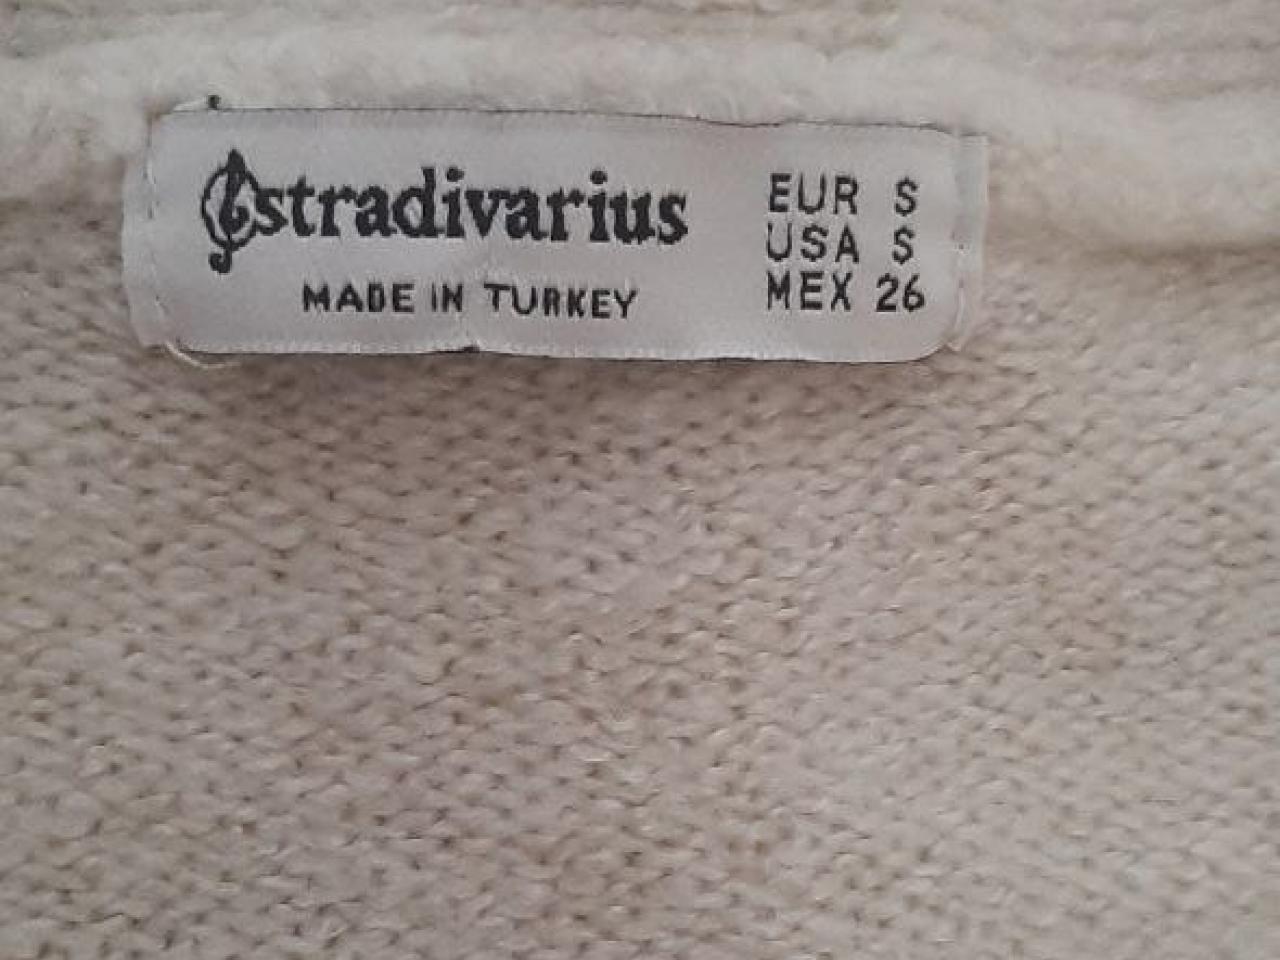 stradivarius
MADE IN TURKEY
EUR S
USA S
MEX 26